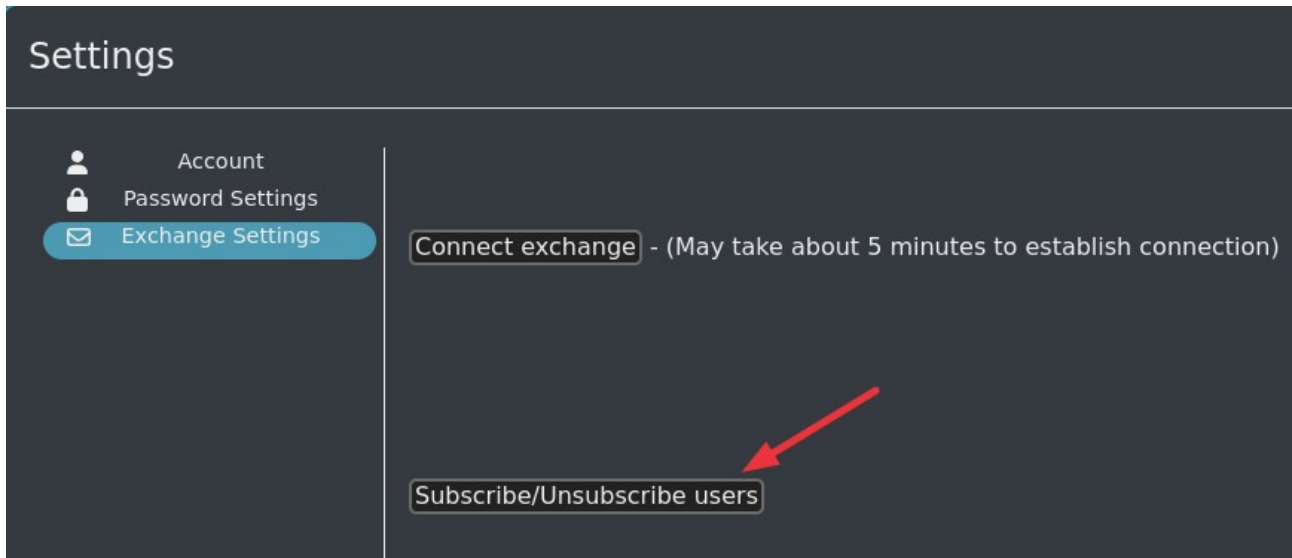 Settings
Account
Password Settings
Exchange Settings
Connect exchange - (May take about 5 minutes to establish connection)
Subscribe/Unsubscribe users